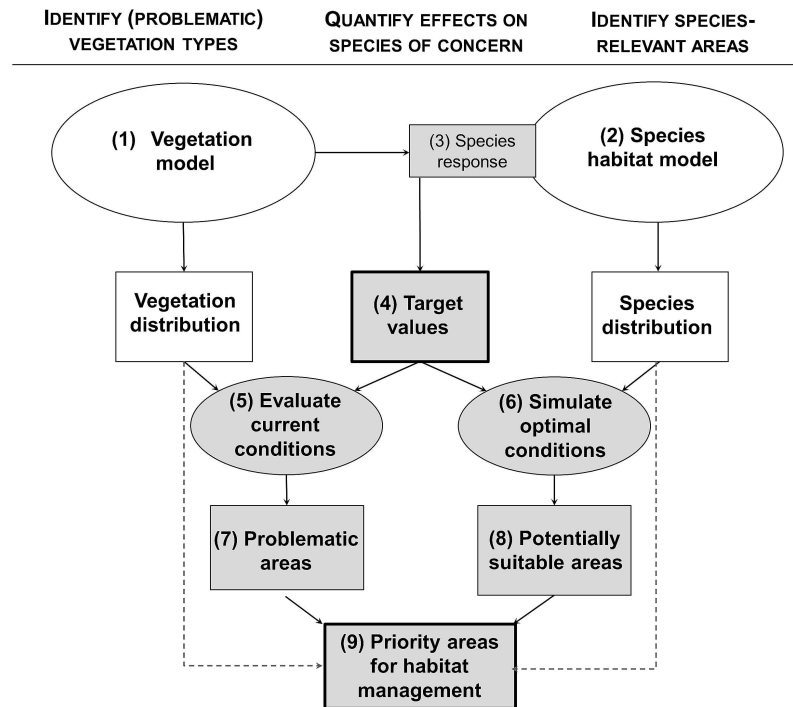 IDENTIFY (PROBLEMATIC)
VEGETATION TYPES
QUANTIFY EFFECTS ON
SPECIES OF CONCERN
IDENTIFY SPECIES-
RELEVANT AREAS
(1) Vegetation
model
(3) Species
response
(2) Species
habitat model
Vegetation
distribution
(4) Target
values
Species
distribution
(5) Evaluate
current
conditions
(6) Simulate
optimal
conditions
(7) Problematic
areas
(8) Potentially
suitable areas
(9) Priority areas
for habitat
management